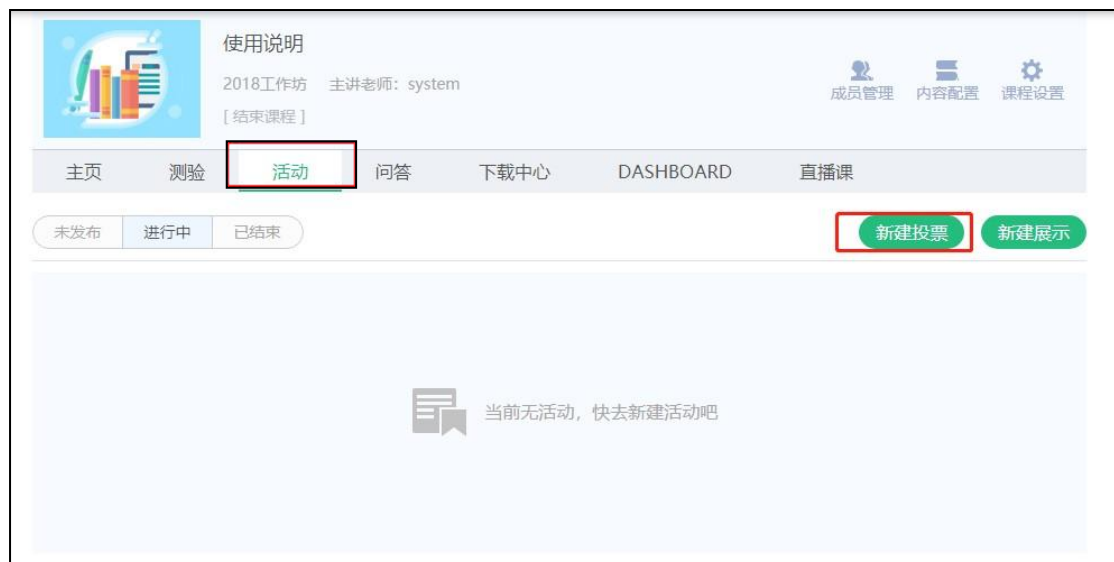 使用说明
2018工作坊 主讲老师：system
[ 结束课程 ]
成员管理 内容配置 课程设置
主页 测验 活动 问答 下载中心 DASHBOARD 直播课
未发布 进行中 已结束 新建投票 新建展示
当前无活动，快去新建活动吧